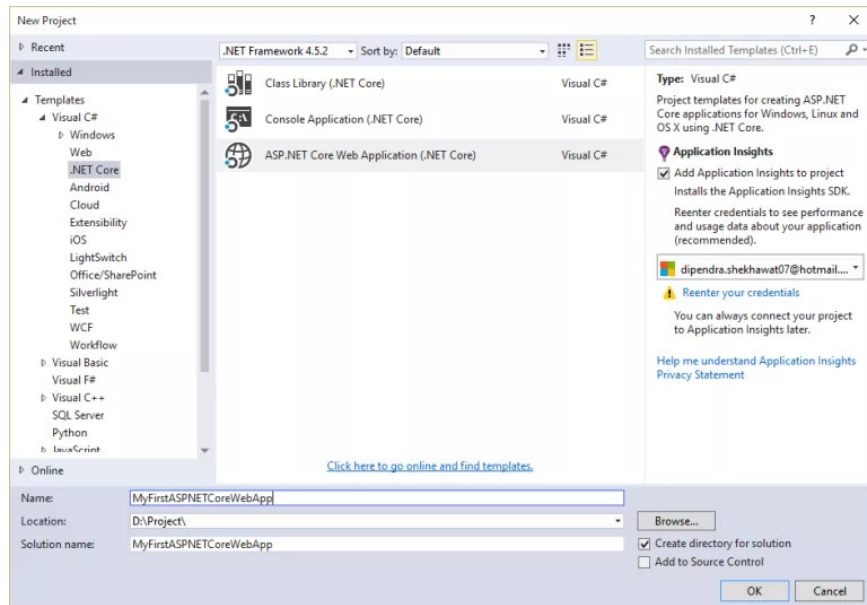 New Project
Recent
.NET Framework 4.5.2 Sort by: Default
Search Installed Templates (Ctrl+E)
Installed
Templates
Visual C#
Windows
Web
.NET Core
Android
Cloud
Extensibility
iOS
LightSwitch
Office/SharePoint
Silverlight
Test
WCF
Workflow
Visual Basic
Visual F#
Visual C++
SQL Server
Python
JavaScript
Online
Class Library (.NET Core) Visual C#
Console Application (.NET Core) Visual C#
ASP.NET Core Web Application (.NET Core) Visual C#
Click here to go online and find templates.
Type: Visual C#
Project templates for creating ASP.NET
Core applications for Windows, Linux and
OS X using .NET Core.
Application Insights
Add Application Insights to project
Installs the Application Insights SDK.
Reenter credentials to see performance
and usage data about your application
(recommended).
dipendra.shekhawat07@hotmail....
Reenter your credentials
You can always connect your project
to Application Insights later.
Help me understand Application Insights
Privacy Statement
Name: MyFirstASPNETCoreWebApp
Location: D:\Project\ Browse...
Solution name: MyFirstASPNETCoreWebApp
Create directory for solution
Add to Source Control
OK Cancel